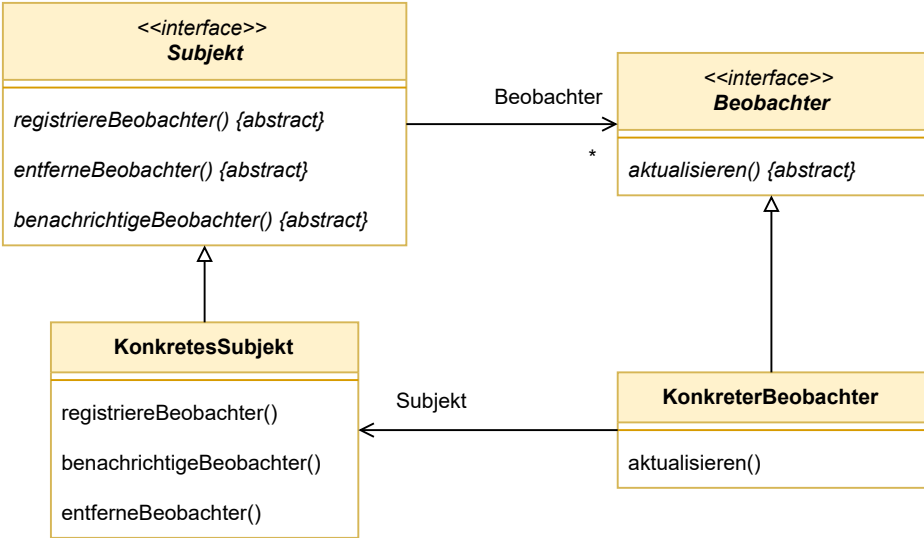 <<interface>>
Subjekt
registriereBeobachter() {abstract}
entferneBeobachter() {abstract}
benachrichtigeBeobachter() {abstract}
Beobachter
*
<<interface>>
Beobachter
aktualisieren() {abstract}
KonkretesSubjekt
registriereBeobachter()
benachrichtigeBeobachter()
entferneBeobachter()
Subjekt
KonkreterBeobachter
aktualisieren()